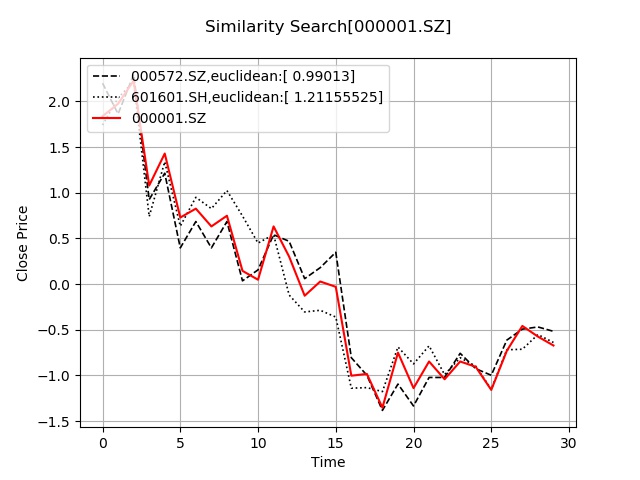 Similarity Search[000001.SZ]
000572.SZ,euclidean:[ 0.99013]
601601.SH,euclidean:[ 1.21155525]
000001.SZ
2.0
1.5
1.0
0.5
0.0
−0.5
−1.0
−1.5
Close Price
0 5 10 15 20 25 30
Time